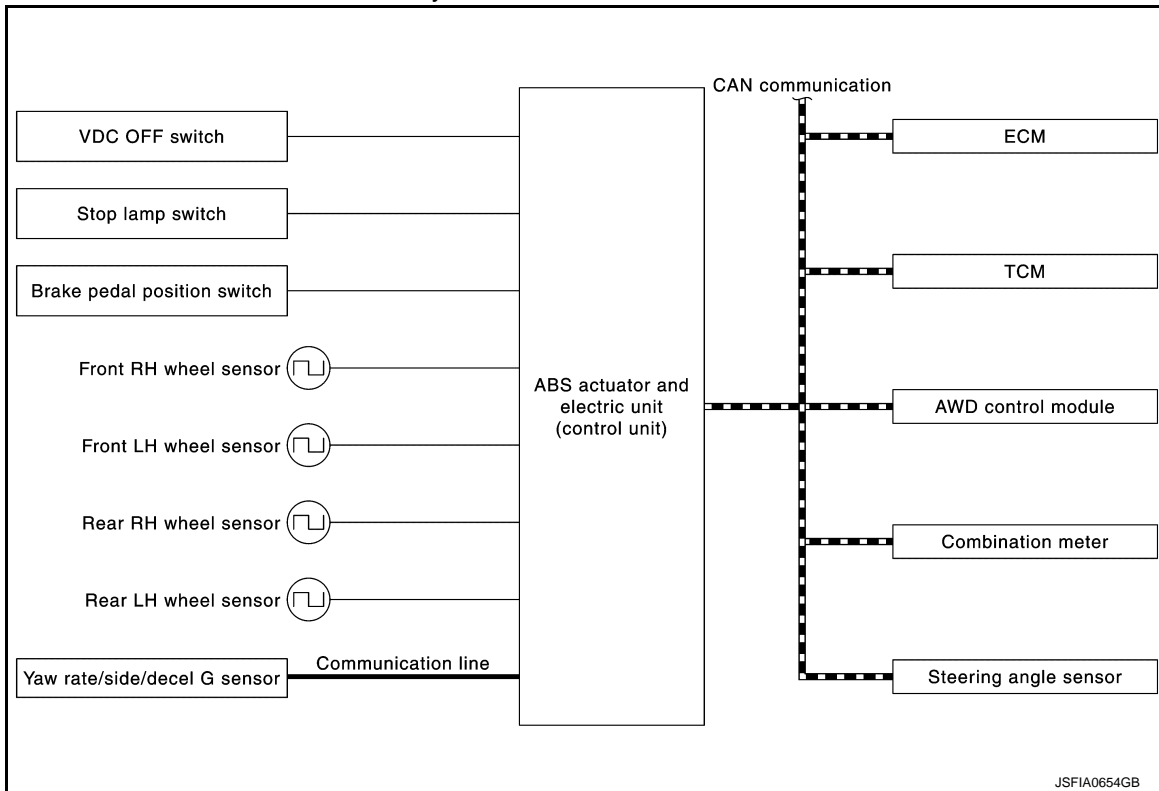 CAN communication
VDC OFF switch
ECM
Stop lamp switch
TCM
Brake pedal position switch
Front RH wheel sensor
ABS actuator and
electric unit
(control unit)
AWD control module
Front LH wheel sensor
Rear RH wheel sensor
Combination meter
Rear LH wheel sensor
Communication line
Yaw rate/side/decel G sensor
Steering angle sensor
JSFIA0654GB